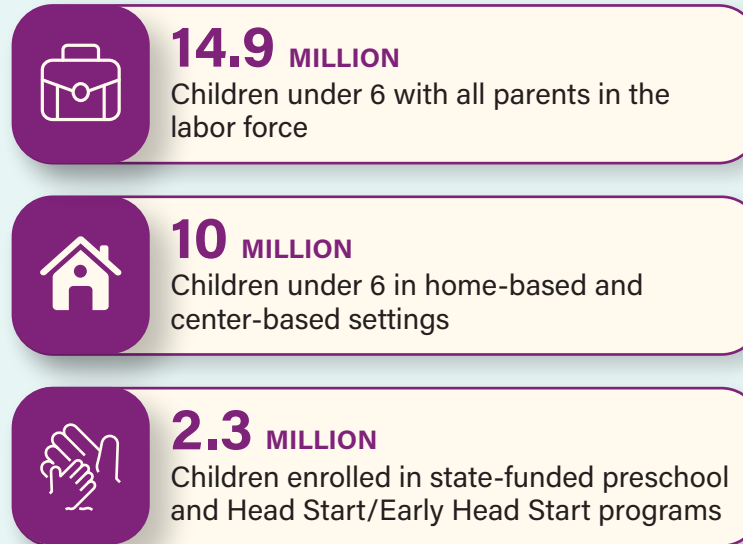 14.9 MILLION
Children under 6 with all parents in the
labor force
10 MILLION
Children under 6 in home-based and
center-based settings
2.3 MILLION
Children enrolled in state-funded preschool
and Head Start/Early Head Start programs